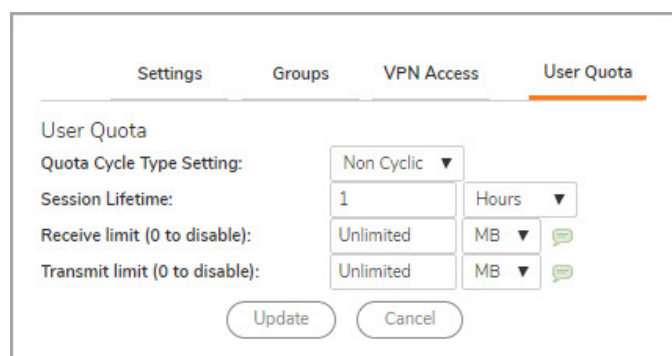 Settings Groups VPN Access User Quota
User Quota
Quota Cycle Type Setting: Non Cyclic
Session Lifetime: 1 Hours
Receive limit (0 to disable): Unlimited MB
Transmit limit (0 to disable): Unlimited MB
Update Cancel